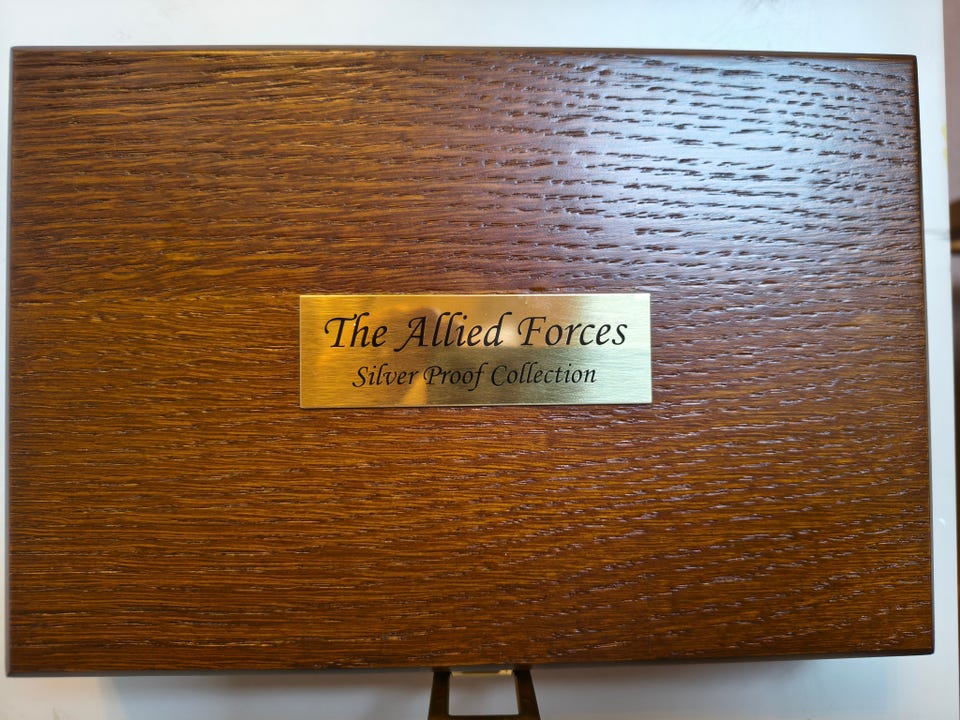 The Allied Forces
Silver Proof Collection